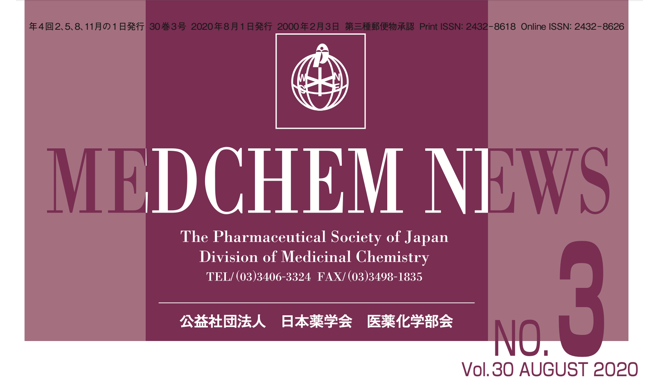 年4回2、5、8、11月の1日発行 30巻3号 2020年8月1日発行 2000年2月3日 第三種郵便物承認 Print ISSN: 2432-8618 Online ISSN: 2432-8626
MEDCHEM NEWS
The Pharmaceutical Society of Japan
Division of Medicinal Chemistry
TEL/(03)3406-3324 FAX/(03)3498-1835
公益社団法人 日本薬学会 医薬化学部会
NO.3
Vol.30 AUGUST 2020